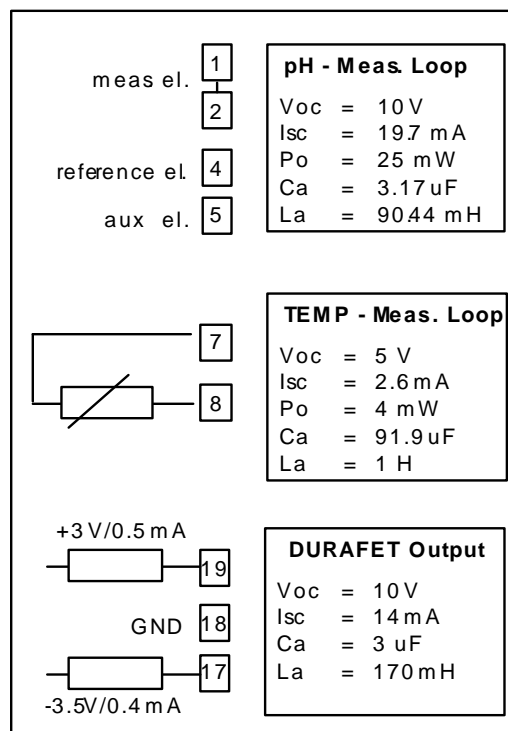 meas. el.
1
2
reference el.
4
aux el.
5
pH - Meas. Loop
Voc = 10 V
Isc = 19.7 mA
Po = 25 mW
Ca = 3.17 uF
La = 90.44 mH
7
8
TEMP - Meas. Loop
Voc = 5 V
Isc = 2.6 mA
Po = 4 mW
Ca = 91.9 uF
La = 1 H
+3 V/0.5 mA
19
GND 18
17
-3.5V/0.4 mA
DURAFET Output
Voc = 10 V
Isc = 14 mA
Ca = 3 uF
La = 170 mH